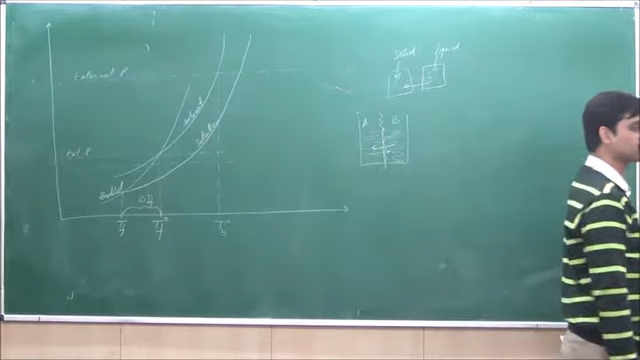 External P
solvent
solution
Ext. P
solid
ΔTf
Tf
Tf°
Tb°
solid
liquid
A
B